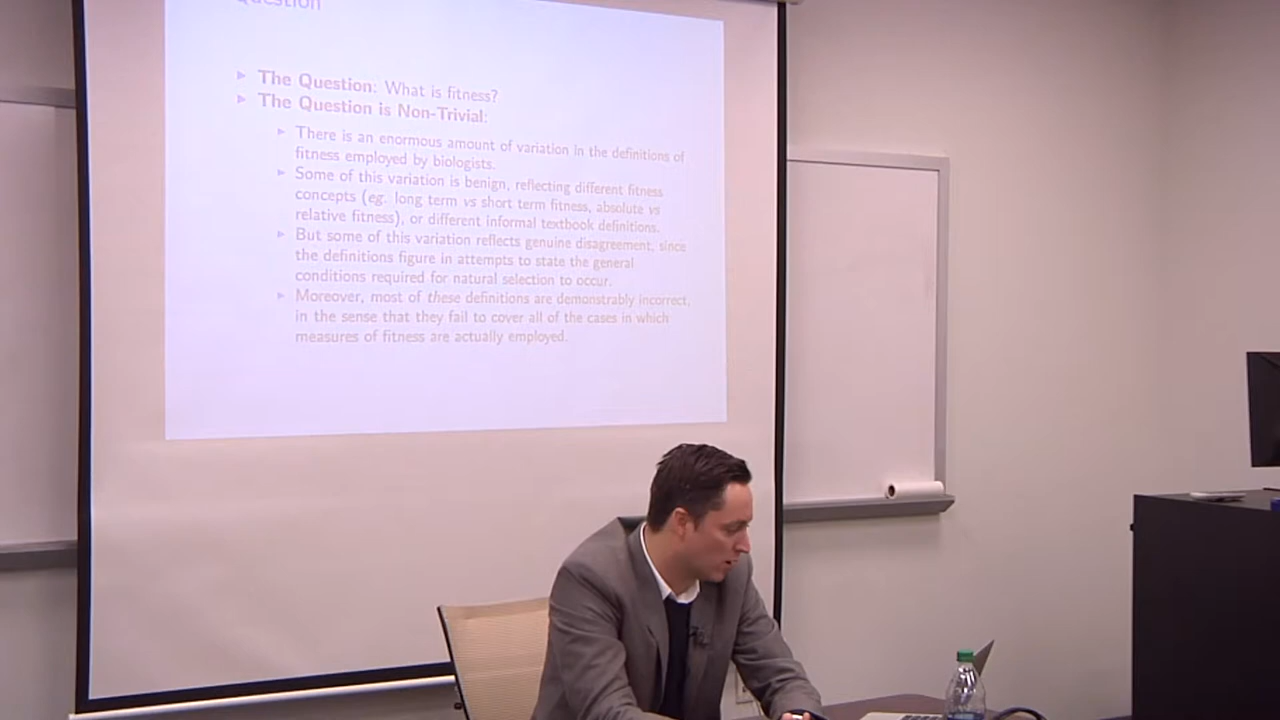 Question
The Question: What is fitness?
The Question is Non-Trivial:
There is an enormous amount of variation in the definitions of
fitness employed by biologists.
Some of this variation is benign, reflecting different fitness
concepts (eg. long term vs short term fitness, absolute vs
relative fitness), or different informal textbook definitions.
But some of this variation reflects genuine disagreement, since
the definitions figure in attempts to state the general
conditions required for natural selection to occur.
Moreover, most of these definitions are demonstrably incorrect,
in the sense that they fail to cover all of the cases in which
measures of fitness are actually employed.